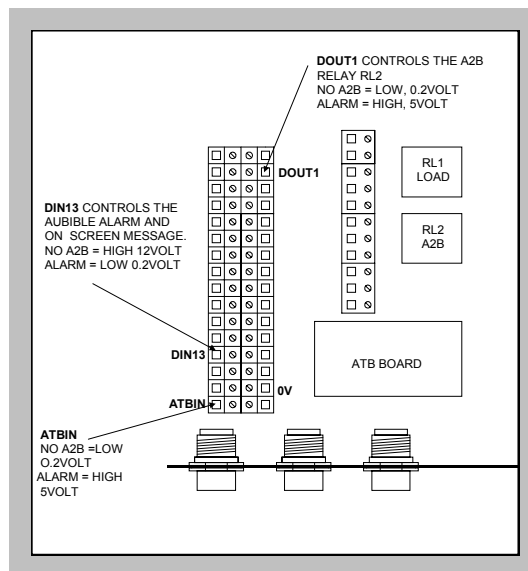 DOUT1 CONTROLS THE A2B
RELAY RL2
NO A2B = LOW, 0.2VOLT
ALARM = HIGH, 5VOLT
DOUT1
RL1
LOAD
DIN13 CONTROLS THE
AUBIBLE ALARM AND
ON SCREEN MESSAGE.
NO A2B = HIGH 12VOLT
ALARM = LOW 0.2VOLT
RL2
A2B
DIN13
ATB BOARD
0V
ATBIN
ATBIN
NO A2B =LOW
O.2VOLT
ALARM = HIGH
5VOLT